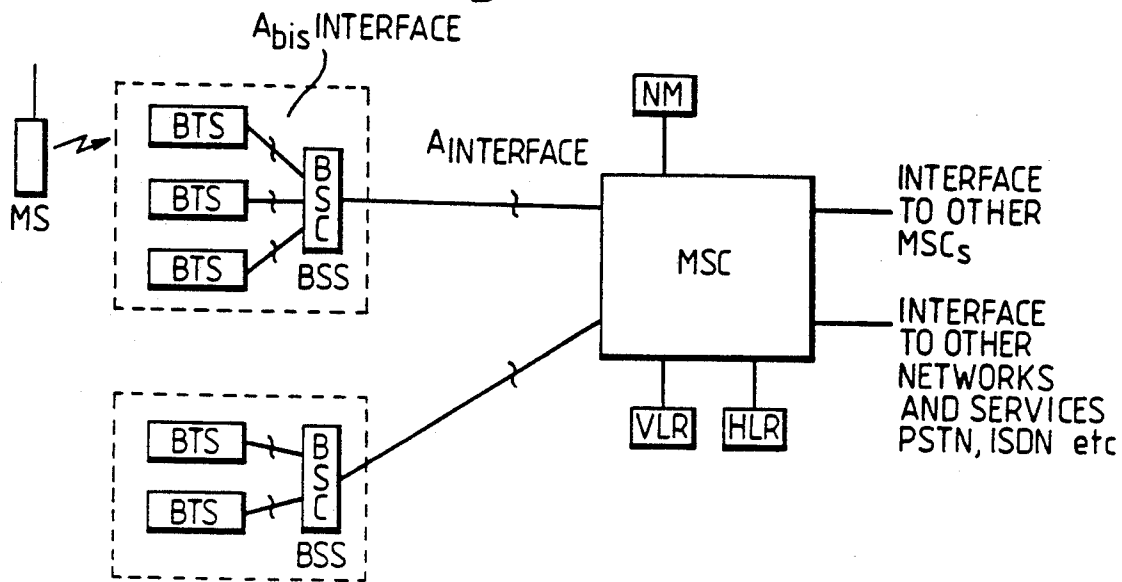 Abis INTERFACE
MS
BTS
BTS
BTS
BSC
BSS
A INTERFACE
NM
MSC
VLR
HLR
INTERFACE
TO OTHER
MSCs
INTERFACE
TO OTHER
NETWORKS
AND SERVICES
PSTN, ISDN etc
BTS
BTS
BSC
BSS